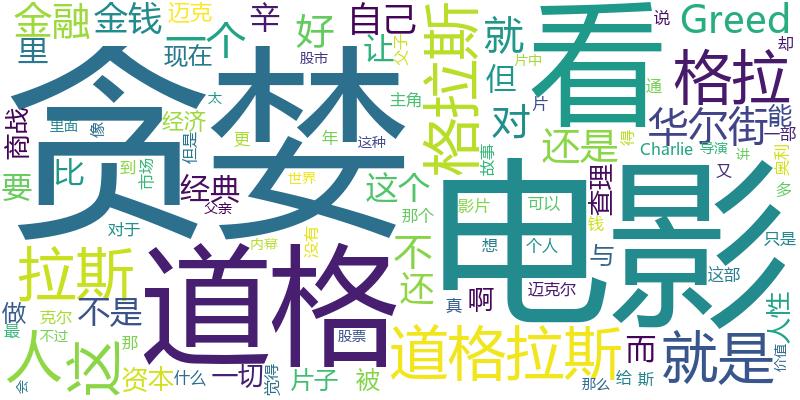 金融
金钱
迈克
辛
自己
一个
里
现在
股市
好
让
父子
格拉斯
就
但
看
说
Greed
却
片中
格拉
通
商战
里面
像
经济
但是
太
更
年
主角
这种
贪婪
对
还是
片
得
华尔街
能
一部
Charlie
导演
讲
奥利
要
比
到
市场
经典
父亲
世界
这个
那个
故事
查理
又
多
对于
内幕
没有
不
还
影片
可以
钱
想
个人
与
只是
这部
电影
拉斯
道格
做
不是
最
克尔
不过
那
真
啊
迈克尔
人性
价值
人
这
股票
道格拉斯
而
就是
会
资本
什么
一切
觉得
片子
被
那么
给
斯